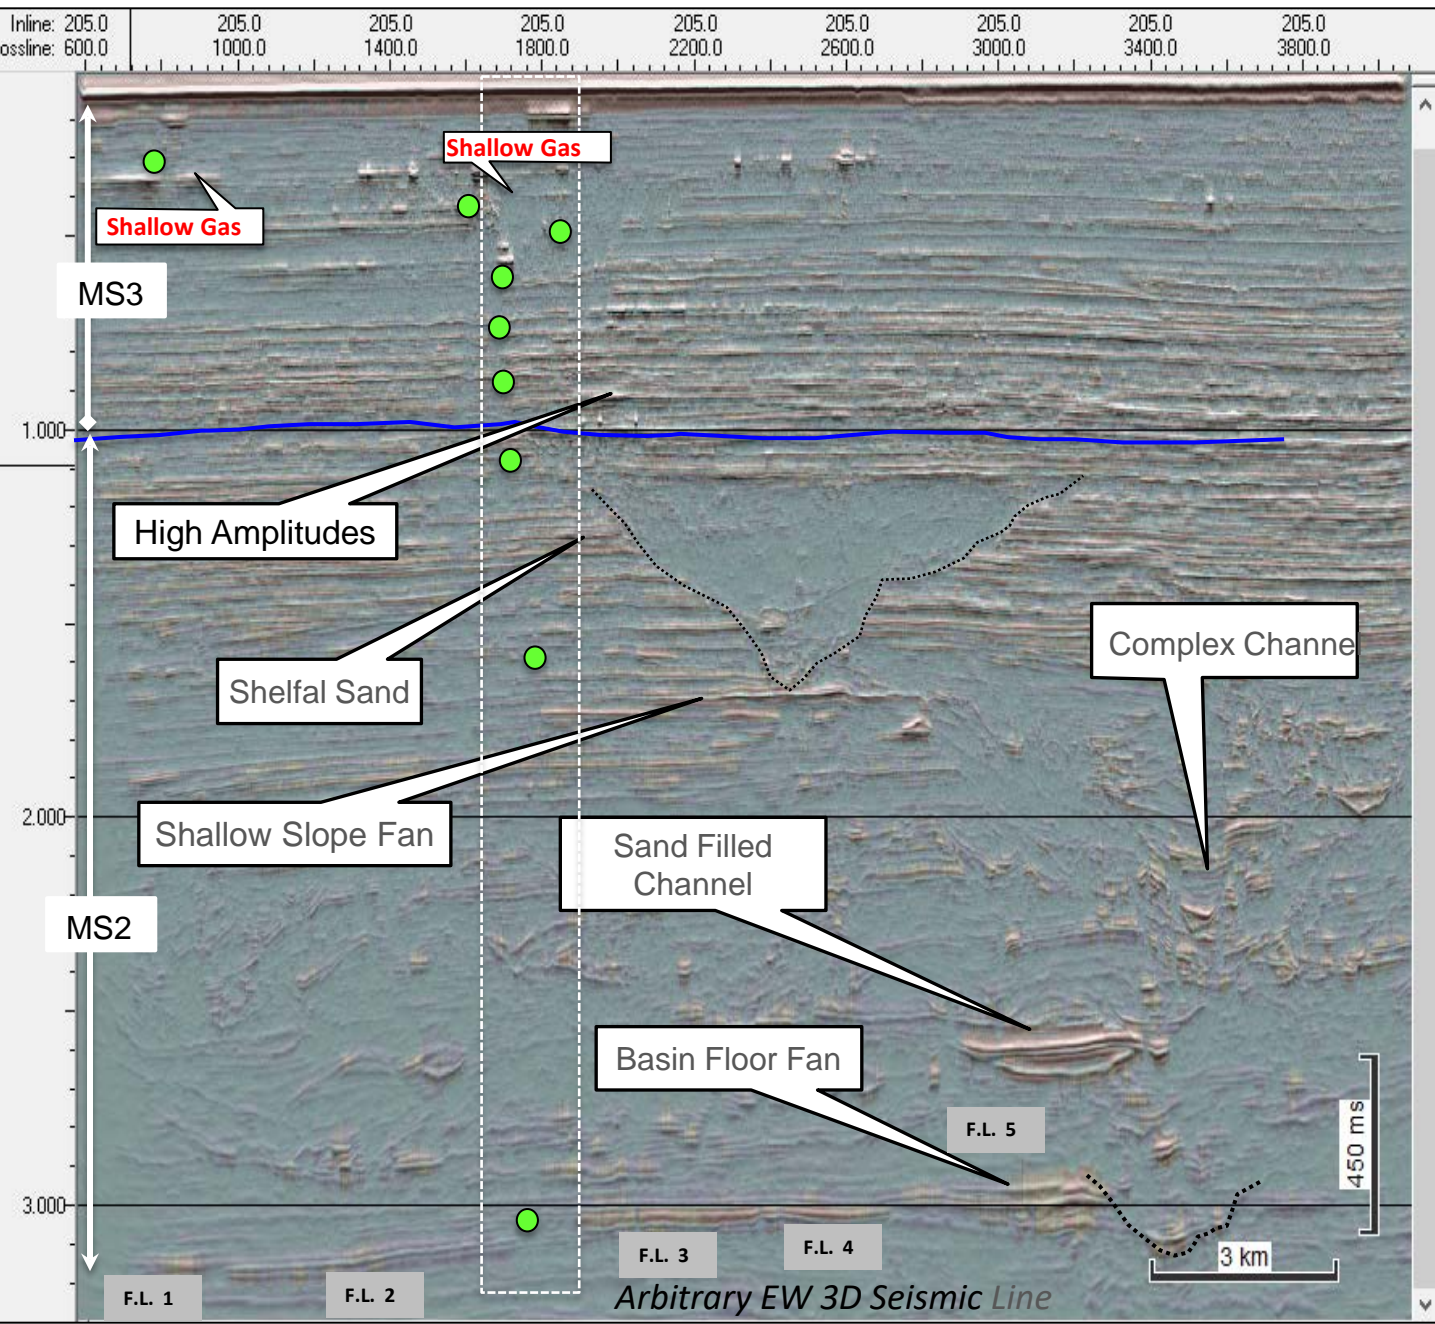 Inline: 205.0 205.0 205.0 205.0 205.0 205.0 205.0 205.0 205.0
ossline: 600.0 1000.0 1400.0 1800.0 2200.0 2600.0 3000.0 3400.0 3800.0
Shallow Gas
Shallow Gas
MS3
1.000
High Amplitudes
Complex Channe
Shelfal Sand
2.000
Shallow Slope Fan
Sand Filled
Channel
MS2
Basin Floor Fan
F.L. 5
450 ms
3.000
F.L. 3
F.L. 4
3 km
F.L. 1
F.L. 2
Arbitrary EW 3D Seismic Line